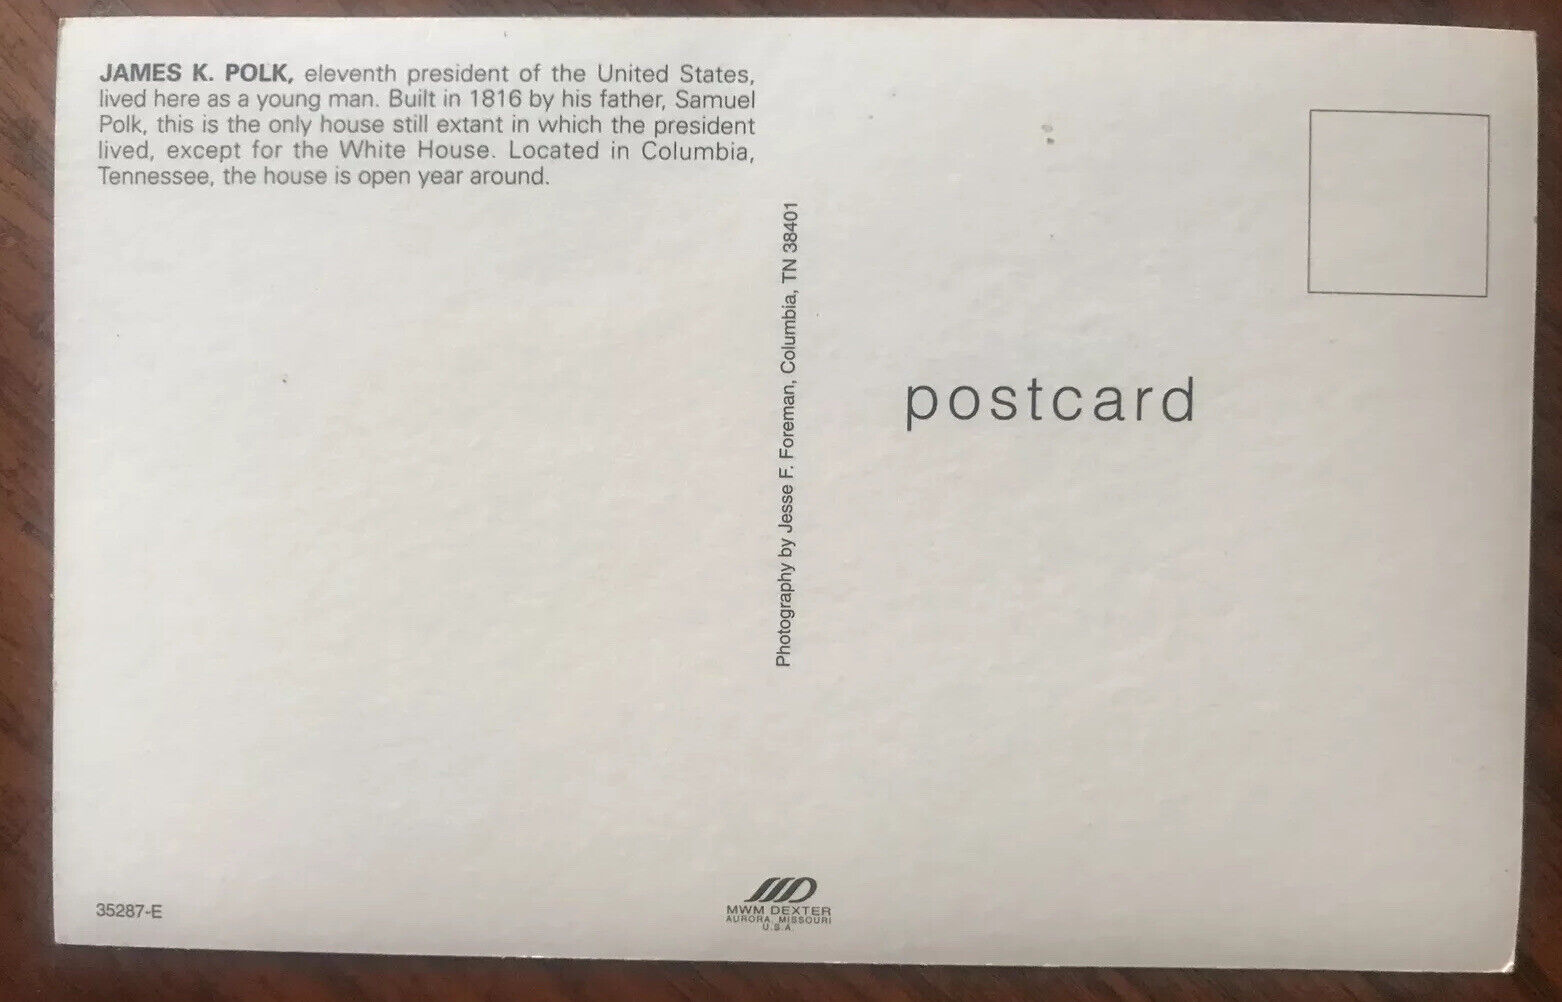 JAMES K. POLK, eleventh president of the United States,
lived here as a young man. Built in 1816 by his father, Samuel
Polk, this is the only house still extant in which the president
lived, except for the White House. Located in Columbia,
Tennessee, the house is open year around.
Photography by Jesse F. Foreman, Columbia, TN 38401
postcard
35287-E
MWM DEXTER
AURORA, MISSOURI
U.S.A.